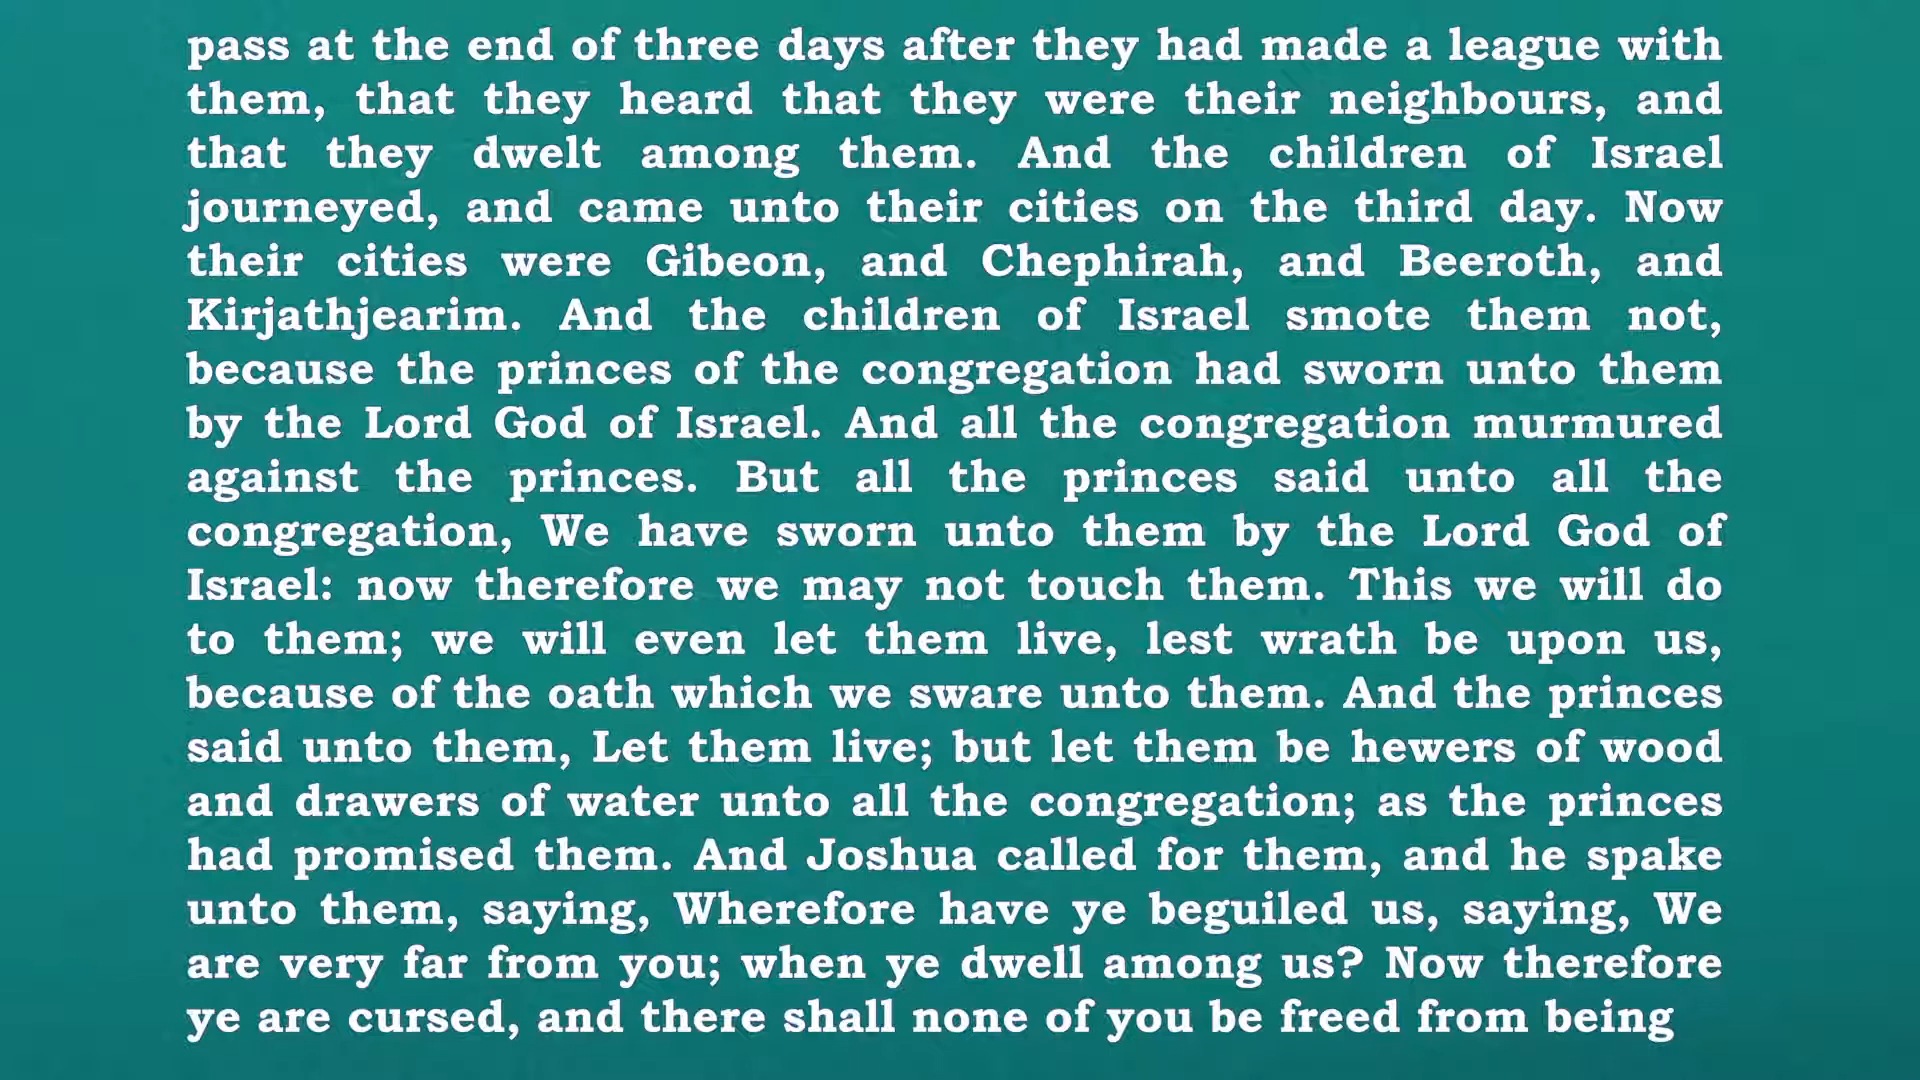 pass at the end of three days after they had made a league with
them, that they heard that they were their neighbours, and
that they dwelt among them. And the children of Israel
journeyed, and came unto their cities on the third day. Now
their cities were Gibeon, and Chephirah, and Beeroth, and
Kirjathjearim. And the children of Israel smote them not,
because the princes of the congregation had sworn unto them
by the Lord God of Israel. And all the congregation murmured
against the princes. But all the princes said unto all the
congregation, We have sworn unto them by the Lord God of
Israel: now therefore we may not touch them. This we will do
to them; we will even let them live, lest wrath be upon us,
because of the oath which we sware unto them. And the princes
said unto them, Let them live; but let them be hewers of wood
and drawers of water unto all the congregation; as the princes
had promised them. And Joshua called for them, and he spake
unto them, saying, Wherefore have ye beguiled us, saying, We
are very far from you; when ye dwell among us? Now therefore
ye are cursed, and there shall none of you be freed from being